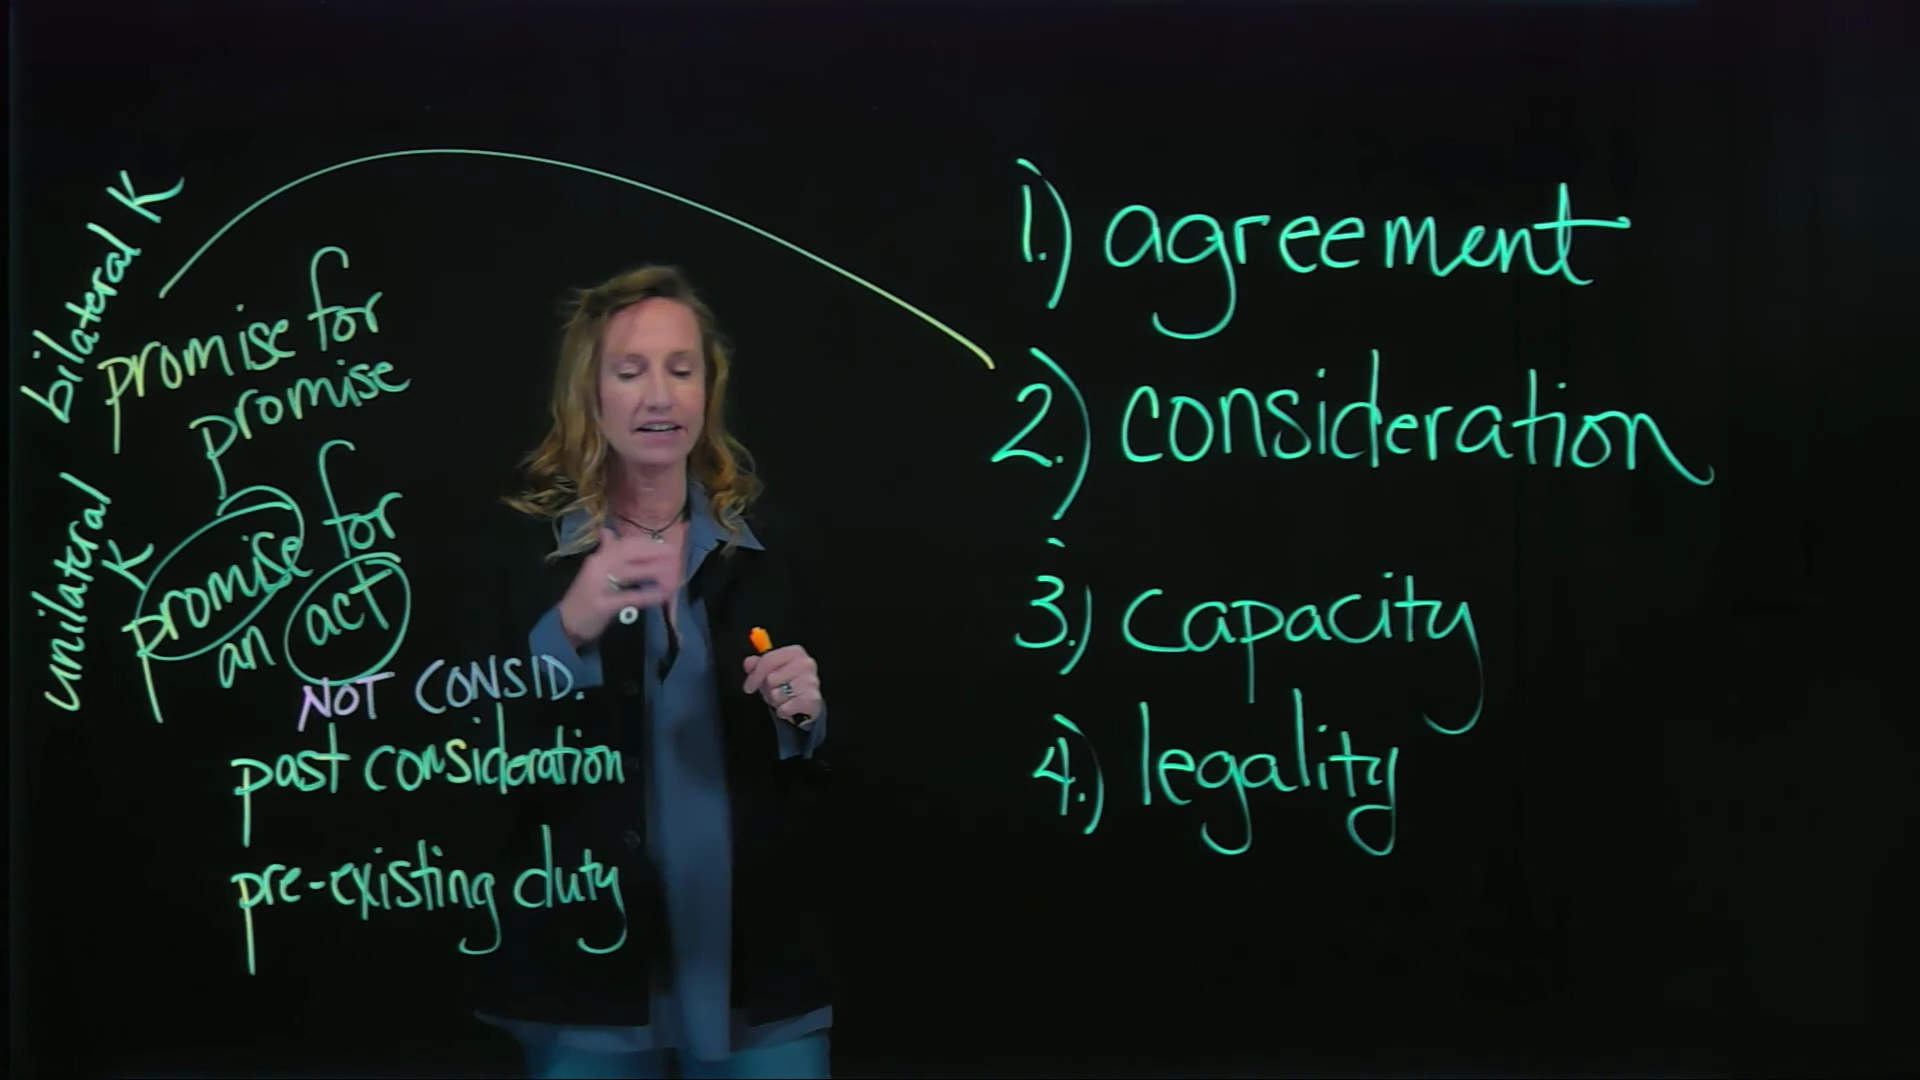 bilateral K
promise for
promise
unilateral
K
promise for
an act
NOT CONSID.
past consideration
pre-existing duty
1.) agreement
2.) consideration
3.) capacity
4.) legality